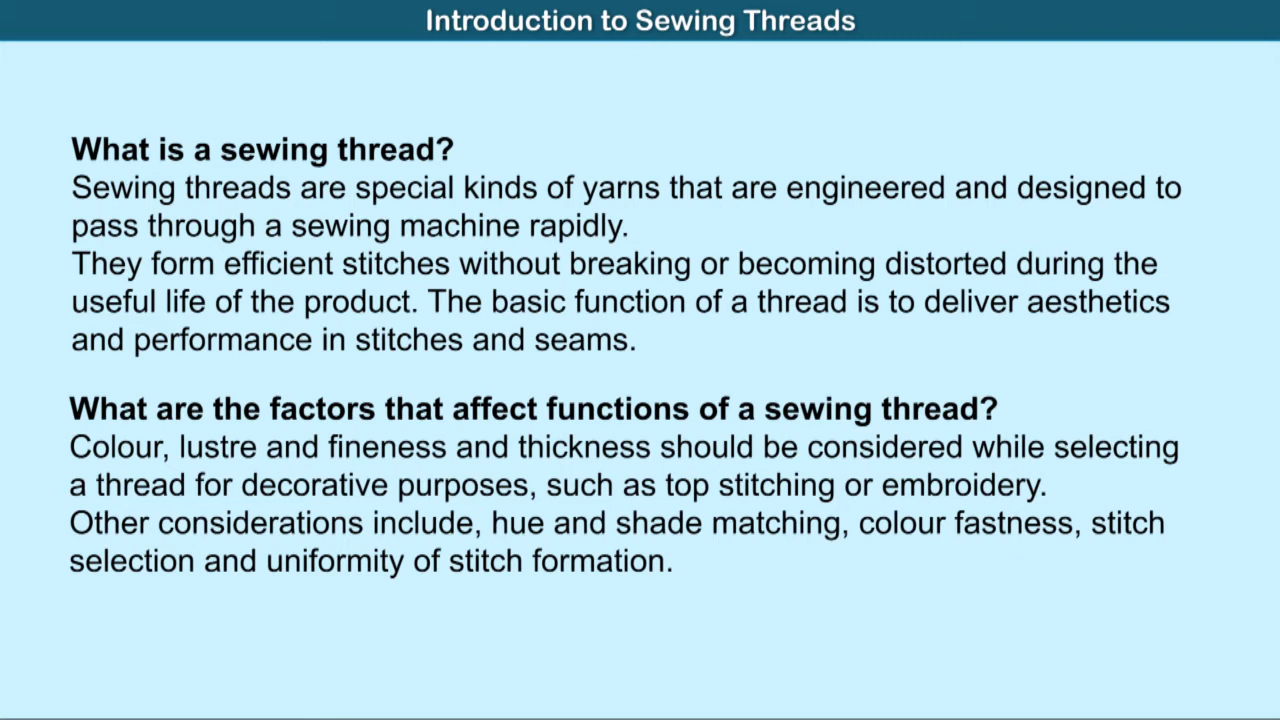 Introduction to Sewing Threads
What is a sewing thread?
Sewing threads are special kinds of yarns that are engineered and designed to
pass through a sewing machine rapidly.
They form efficient stitches without breaking or becoming distorted during the
useful life of the product. The basic function of a thread is to deliver aesthetics
and performance in stitches and seams.
What are the factors that affect functions of a sewing thread?
Colour, lustre and fineness and thickness should be considered while selecting
a thread for decorative purposes, such as top stitching or embroidery.
Other considerations include, hue and shade matching, colour fastness, stitch
selection and uniformity of stitch formation.